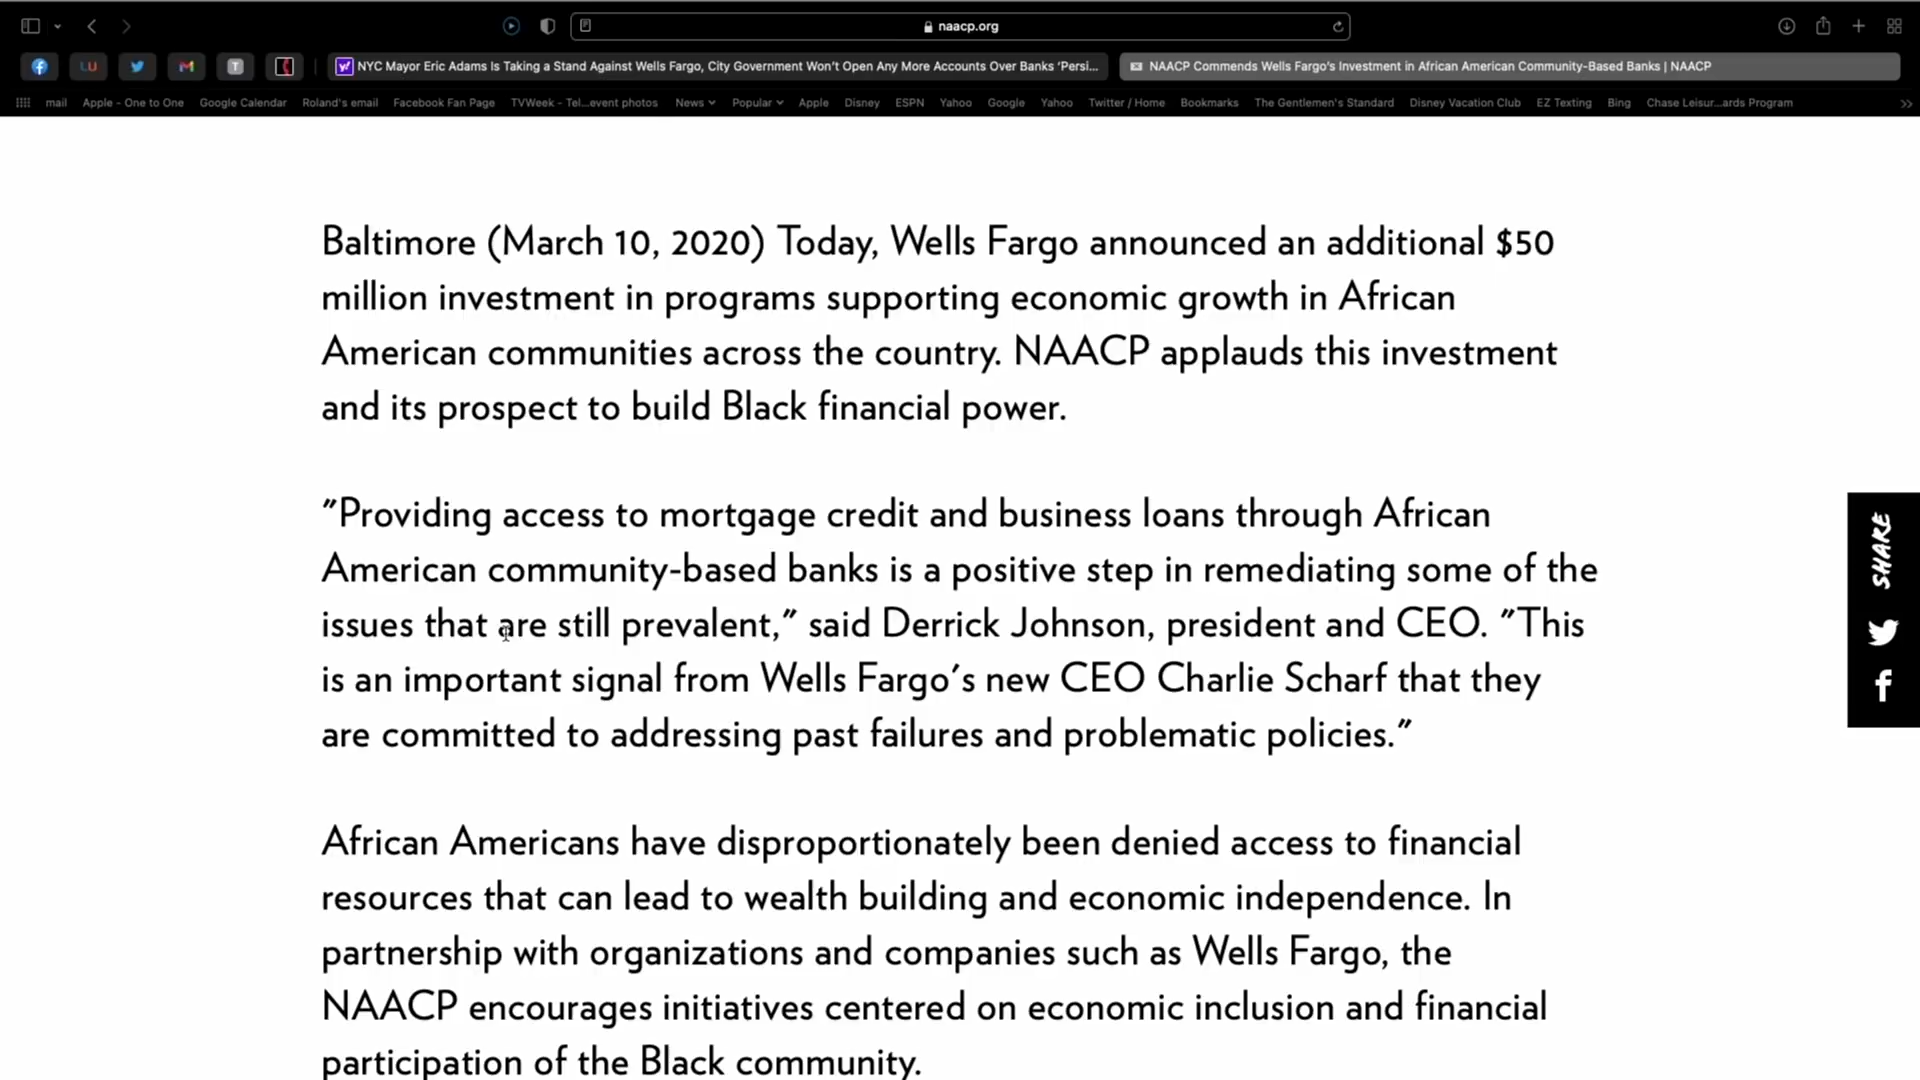 naacp.org
NYC Mayor Eric Adams Is Taking a Stand Against Wells Fargo, City Government Won't Open Any More Accounts Over Banks 'Persi...
NAACP Commends Wells Fargo's Investment in African American Community-Based Banks | NAACP
mail Apple - One to One Google Calendar Roland's email Facebook Fan Page TVWeek - Tel...event photos News Popular Apple Disney ESPN Yahoo Google Yahoo Twitter / Home Bookmarks The Gentlemen's Standard Disney Vacation Club EZ Texting Bing Chase Leisur...ards Program
Baltimore (March 10, 2020) Today, Wells Fargo announced an additional $50
million investment in programs supporting economic growth in African
American communities across the country. NAACP applauds this investment
and its prospect to build Black financial power.
"Providing access to mortgage credit and business loans through African
American community-based banks is a positive step in remediating some of the
issues that are still prevalent," said Derrick Johnson, president and CEO. "This
is an important signal from Wells Fargo's new CEO Charlie Scharf that they
are committed to addressing past failures and problematic policies."
African Americans have disproportionately been denied access to financial
resources that can lead to wealth building and economic independence. In
partnership with organizations and companies such as Wells Fargo, the
NAACP encourages initiatives centered on economic inclusion and financial
participation of the Black community.
SHARE